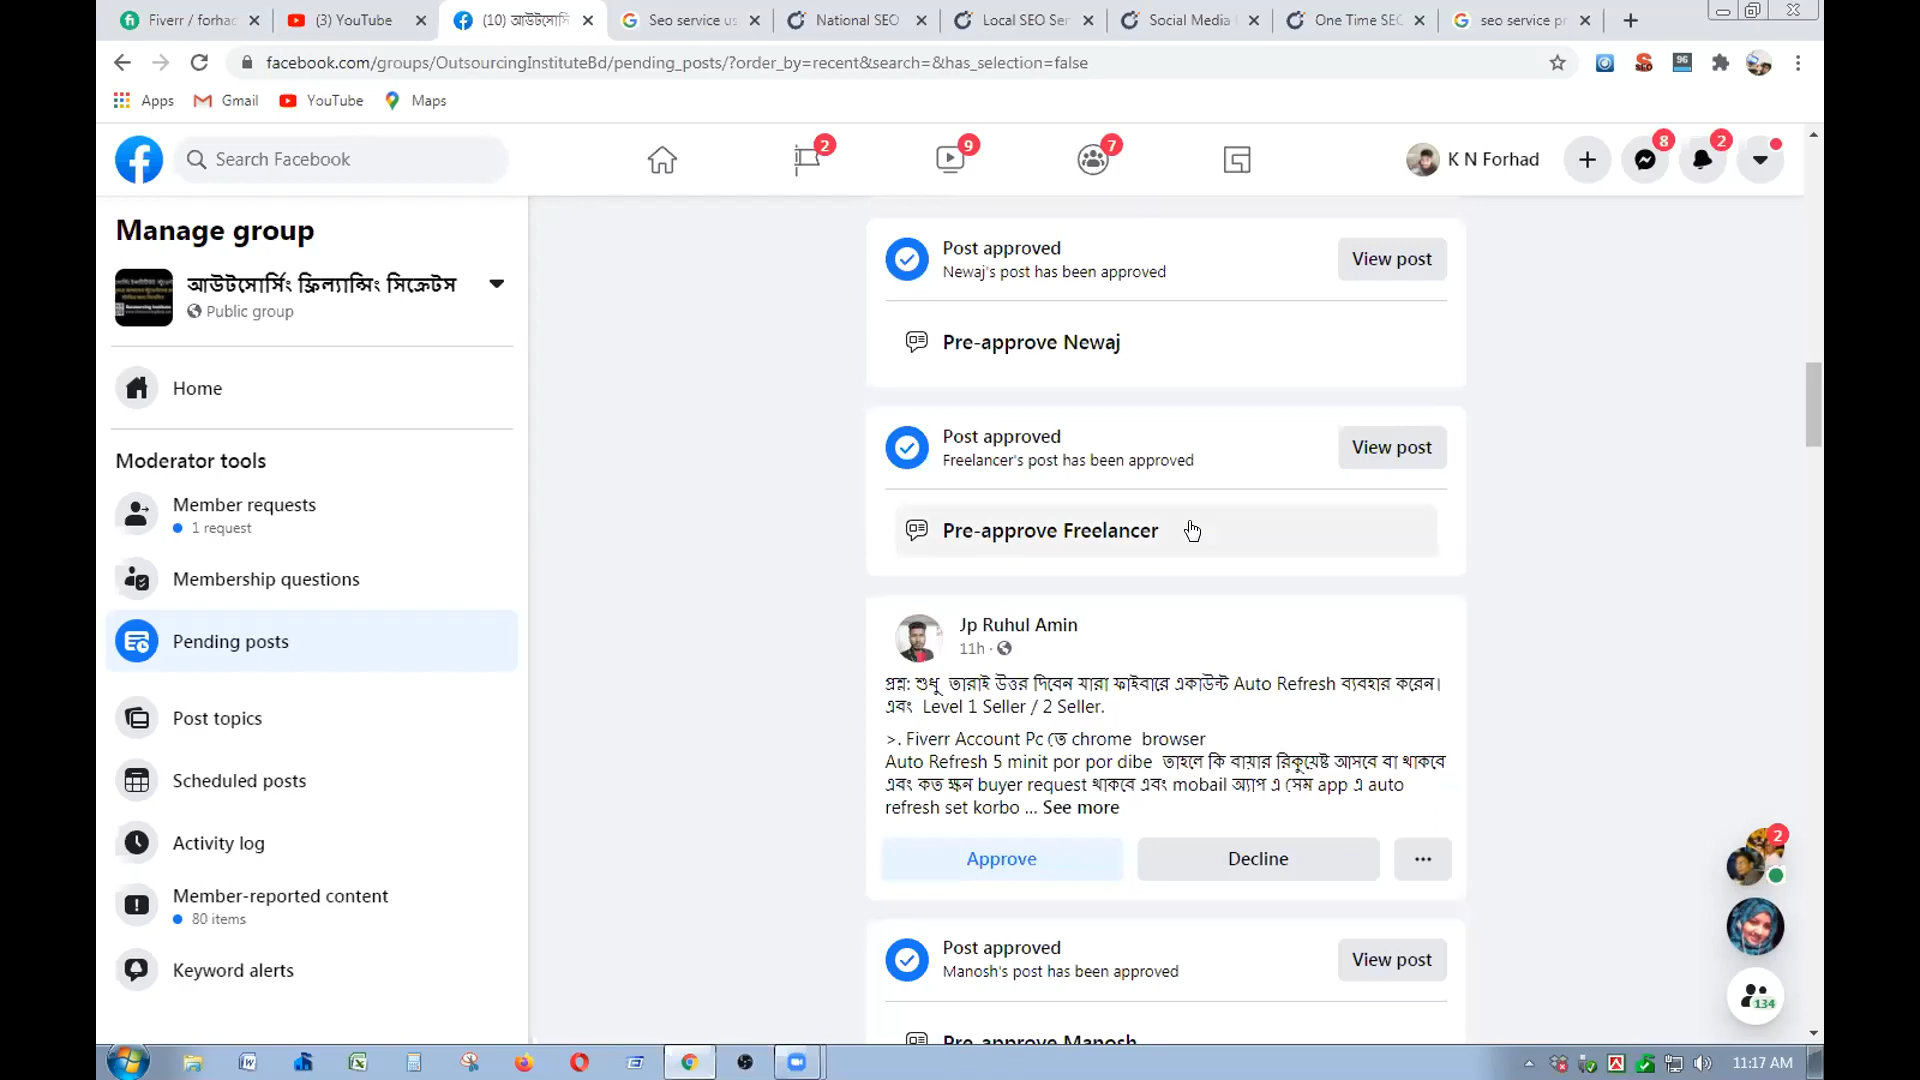 Fiverr / forhad
(3) YouTube
(10) আউটসোর্সি
Seo service us
National SEO
Local SEO Ser
Social Media
One Time SEO
seo service pr
facebook.com/groups/OutsourcingInstituteBd/pending_posts/?order_by=recent&search=&has_selection=false
96
Apps
Gmail
YouTube
Maps
Search Facebook
2
9
7
K N Forhad
8
2
Manage group
আউটসোর্সিং ফ্রিল্যান্সিং সিক্রেটস
Public group
Home
Moderator tools
Member requests
1 request
Membership questions
Pending posts
Post topics
Scheduled posts
Activity log
Member-reported content
80 items
Keyword alerts
Post approved
Newaj's post has been approved
View post
Pre-approve Newaj
Post approved
Freelancer's post has been approved
View post
Pre-approve Freelancer
Jp Ruhul Amin
11h ·
প্রশ্ন: শুধু তারাই উত্তর দিবেন যারা ফাইবারে একাউন্ট Auto Refresh ব্যবহার করেন।
এবং Level 1 Seller / 2 Seller.
>. Fiverr Account Pc তে chrome browser
Auto Refresh 5 minit por por dibe তাহলে কি বায়ার রিকুয়েষ্ট আসবে বা থাকবে
এবং কত ক্ষন buyer request থাকবে এবং mobail অ্যাপ এ সেম app এ auto
refresh set korbo ... See more
Approve
Decline
Post approved
Manosh's post has been approved
View post
Pre-approve Manosh
2
134
11:17 AM